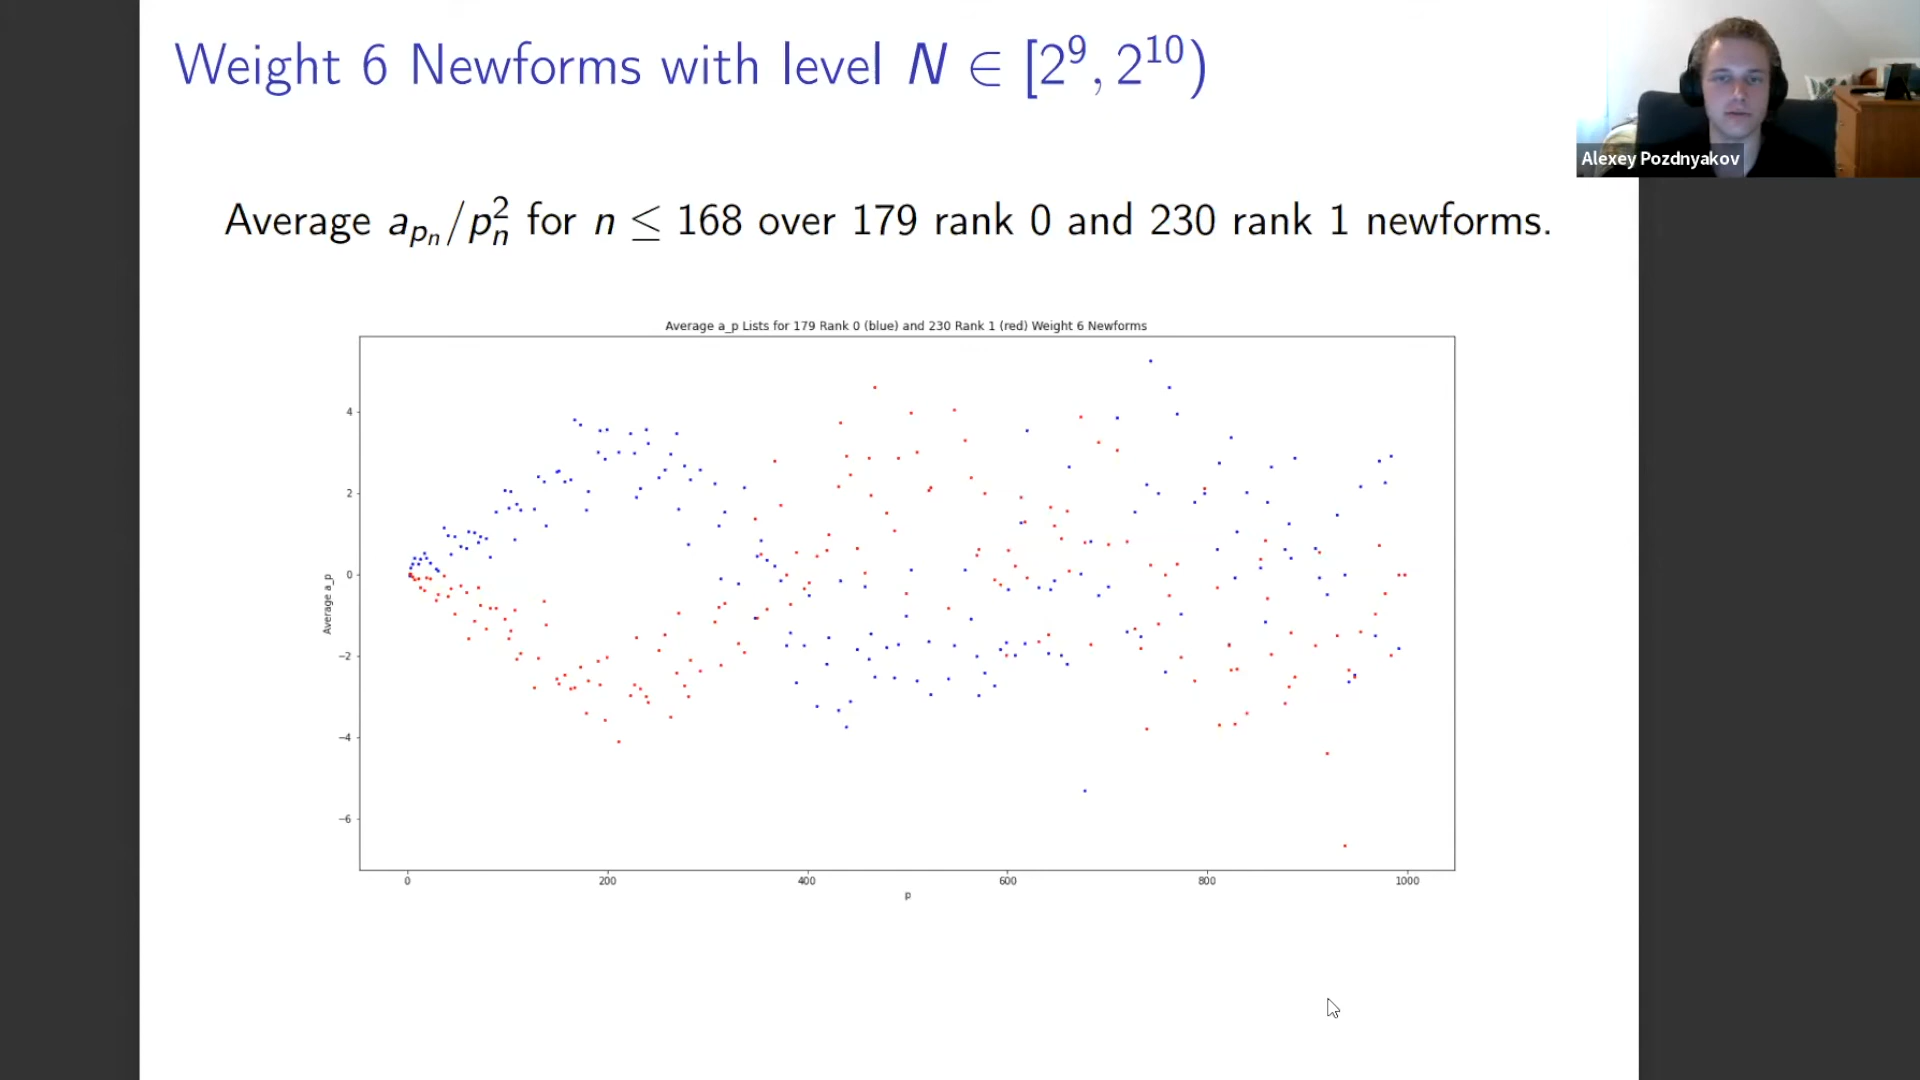 Weight 6 Newforms with level N ∈ [2⁹, 2¹⁰)
Alexey Pozdnyakov
Average a_{p_n}/p_n² for n ≤ 168 over 179 rank 0 and 230 rank 1 newforms.
Average a_p Lists for 179 Rank 0 (blue) and 230 Rank 1 (red) Weight 6 Newforms
4
2
0
−2
−4
−6
Average a_p
0 200 400 600 800 1000
p